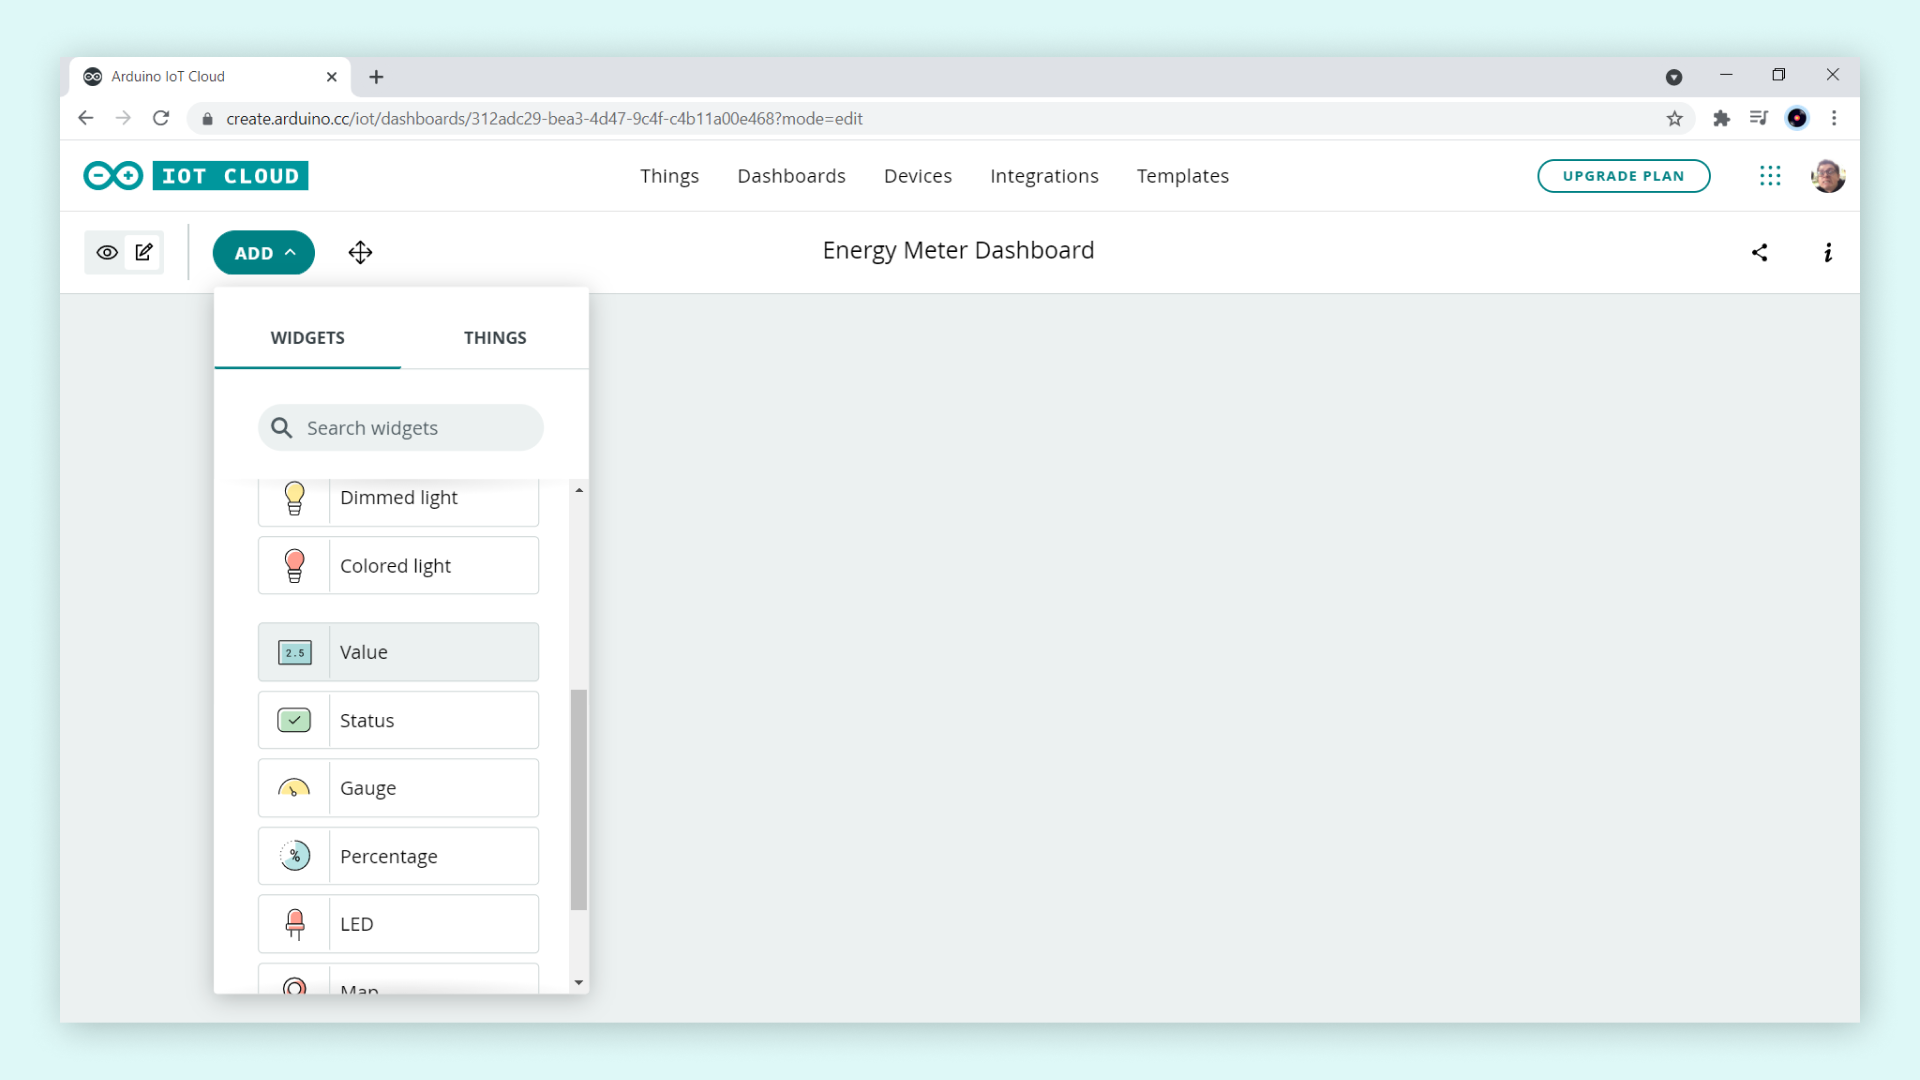 Arduino IoT Cloud
create.arduino.cc/iot/dashboards/312adc29-bea3-4d47-9c4f-c4b11a00e468?mode=edit
IOT CLOUD
Things
Dashboards
Devices
Integrations
Templates
UPGRADE PLAN
ADD
Energy Meter Dashboard
WIDGETS
THINGS
Search widgets
Dimmed light
Colored light
2.5
Value
Status
Gauge
%
Percentage
LED
Map